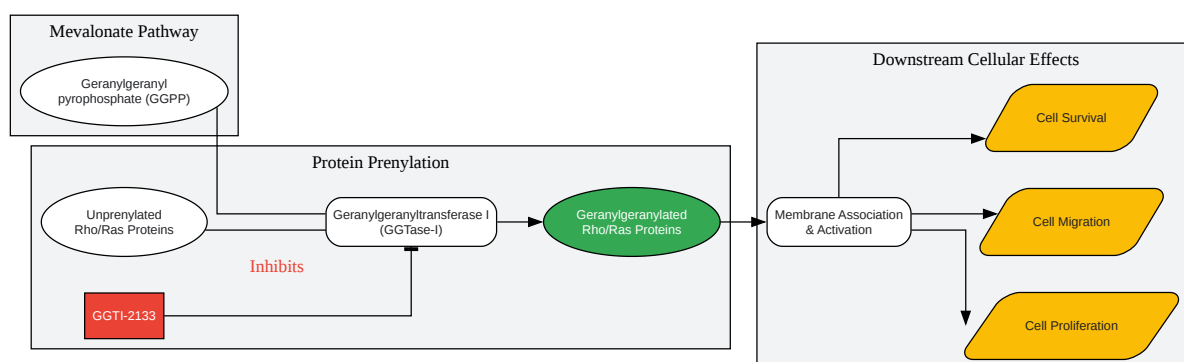 Mevalonate Pathway
Geranylgeranyl
pyrophosphate (GGPP)
Protein Prenylation
Unprenylated
Rho/Ras Proteins
Geranylgeranyltransferase I
(GGTase-I)
Geranylgeranylated
Rho/Ras Proteins
Inhibits
GGTI-2133
Downstream Cellular Effects
Membrane Association
& Activation
Cell Survival
Cell Migration
Cell Proliferation